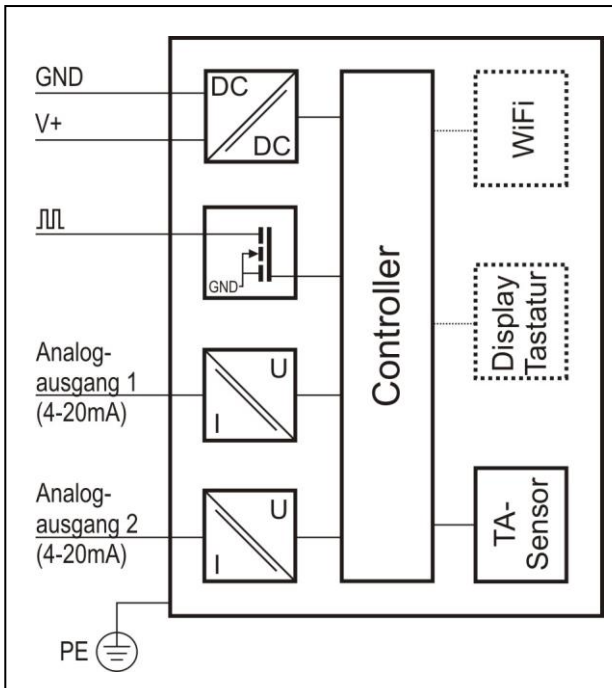 GND
V+
DC
DC
GND
Analog-
ausgang 1
(4-20mA)
U
I
Analog-
ausgang 2
(4-20mA)
U
I
PE
Controller
WiFi
Display
Tastatur
TA-
Sensor